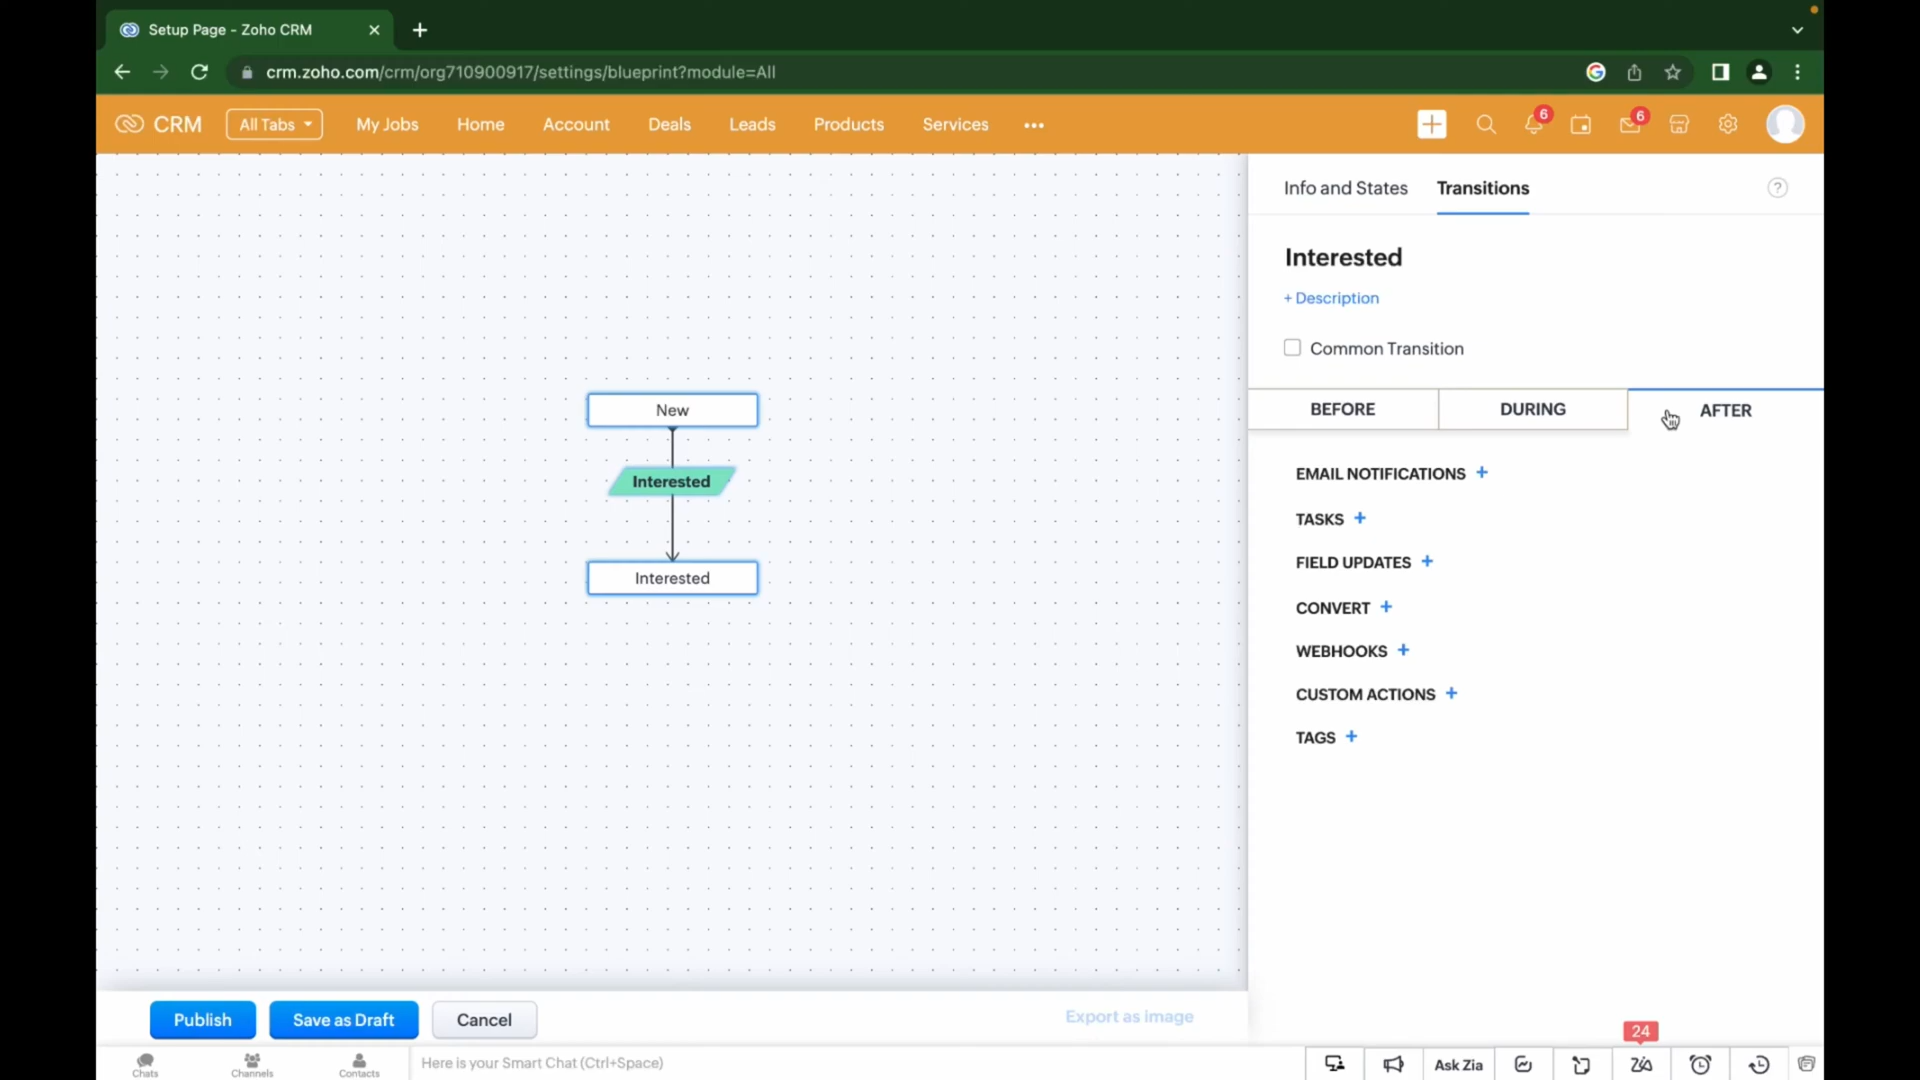 Setup Page - Zoho CRM
crm.zoho.com/crm/org710900917/settings/blueprint?module=All
CRM
All Tabs
My Jobs
Home
Account
Deals
Leads
Products
Services
6
6
Info and States
Transitions
?
Interested
+ Description
Common Transition
BEFORE
DURING
AFTER
EMAIL NOTIFICATIONS +
TASKS +
FIELD UPDATES +
CONVERT +
WEBHOOKS +
CUSTOM ACTIONS +
TAGS +
New
Interested
Interested
Publish
Save as Draft
Cancel
Export as image
24
Chats
Channels
Contacts
Here is your Smart Chat (Ctrl+Space)
Ask Zia